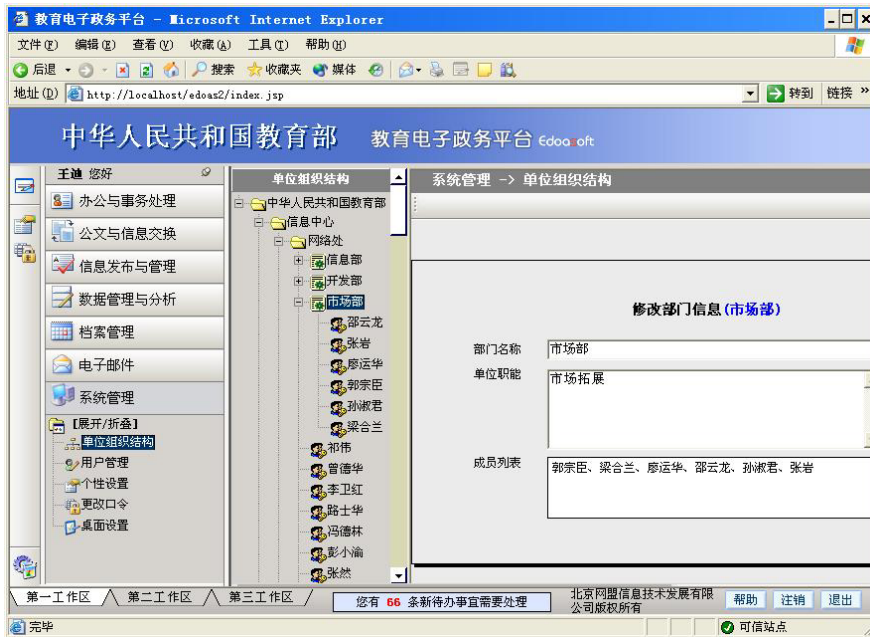 教育电子政务平台 - Microsoft Internet Explorer
文件(F) 编辑(E) 查看(V) 收藏(A) 工具(T) 帮助(H)
后退 搜索 收藏夹 媒体
地址(D) http://localhost/edoas2/index.jsp 转到 链接 »
中华人民共和国教育部 教育电子政务平台 Edoasoft
王迪 您好
办公与事务处理
公文与信息交换
信息发布与管理
数据管理与分析
档案管理
电子邮件
系统管理
[展开/折叠]
单位组织结构
用户管理
个性设置
更改口令
桌面设置
单位组织结构
中华人民共和国教育部
信息中心
网络处
信息部
开发部
市场部
邵云龙
张岩
廖运华
郭宗臣
孙淑君
梁合兰
祁伟
曾德华
李卫红
路士华
冯德林
彭小渝
张然
系统管理 -> 单位组织结构
修改部门信息(市场部)
部门名称 市场部
单位职能 市场拓展
成员列表 郭宗臣、梁合兰、廖运华、邵云龙、孙淑君、张岩
第一工作区 第二工作区 第三工作区
您有 66 条新待办事宜需要处理
北京网盟信息技术发展有限
公司版权所有
帮助 注销 退出
完毕 可信站点